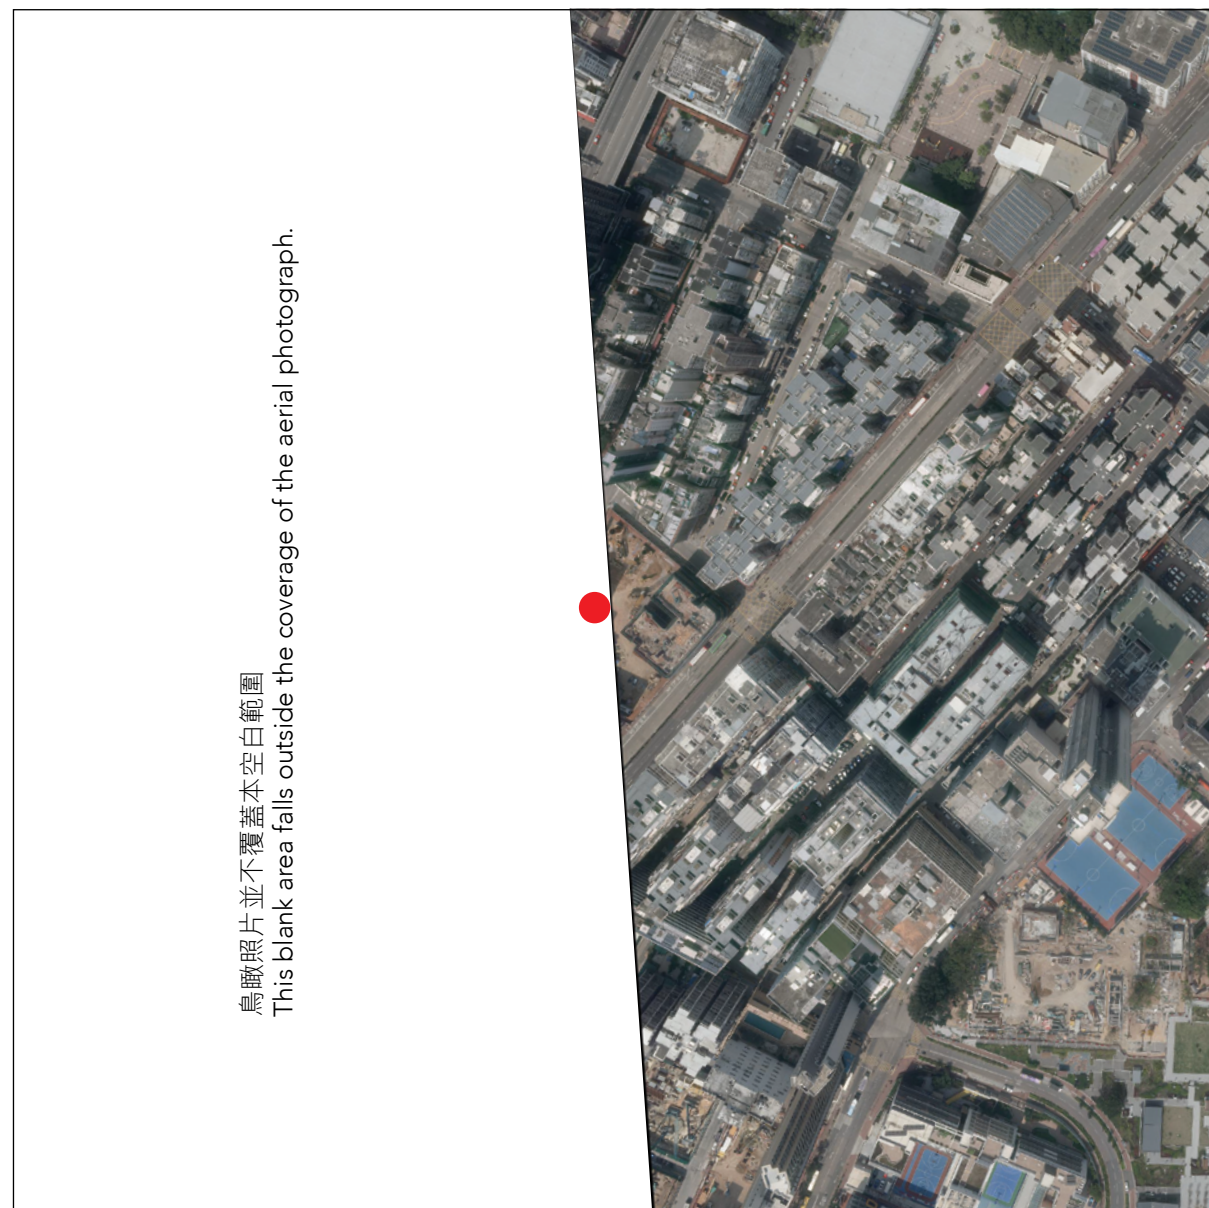 鳥瞰照片並不覆蓋本空白範圍
This blank area falls outside the coverage of the aerial photograph.